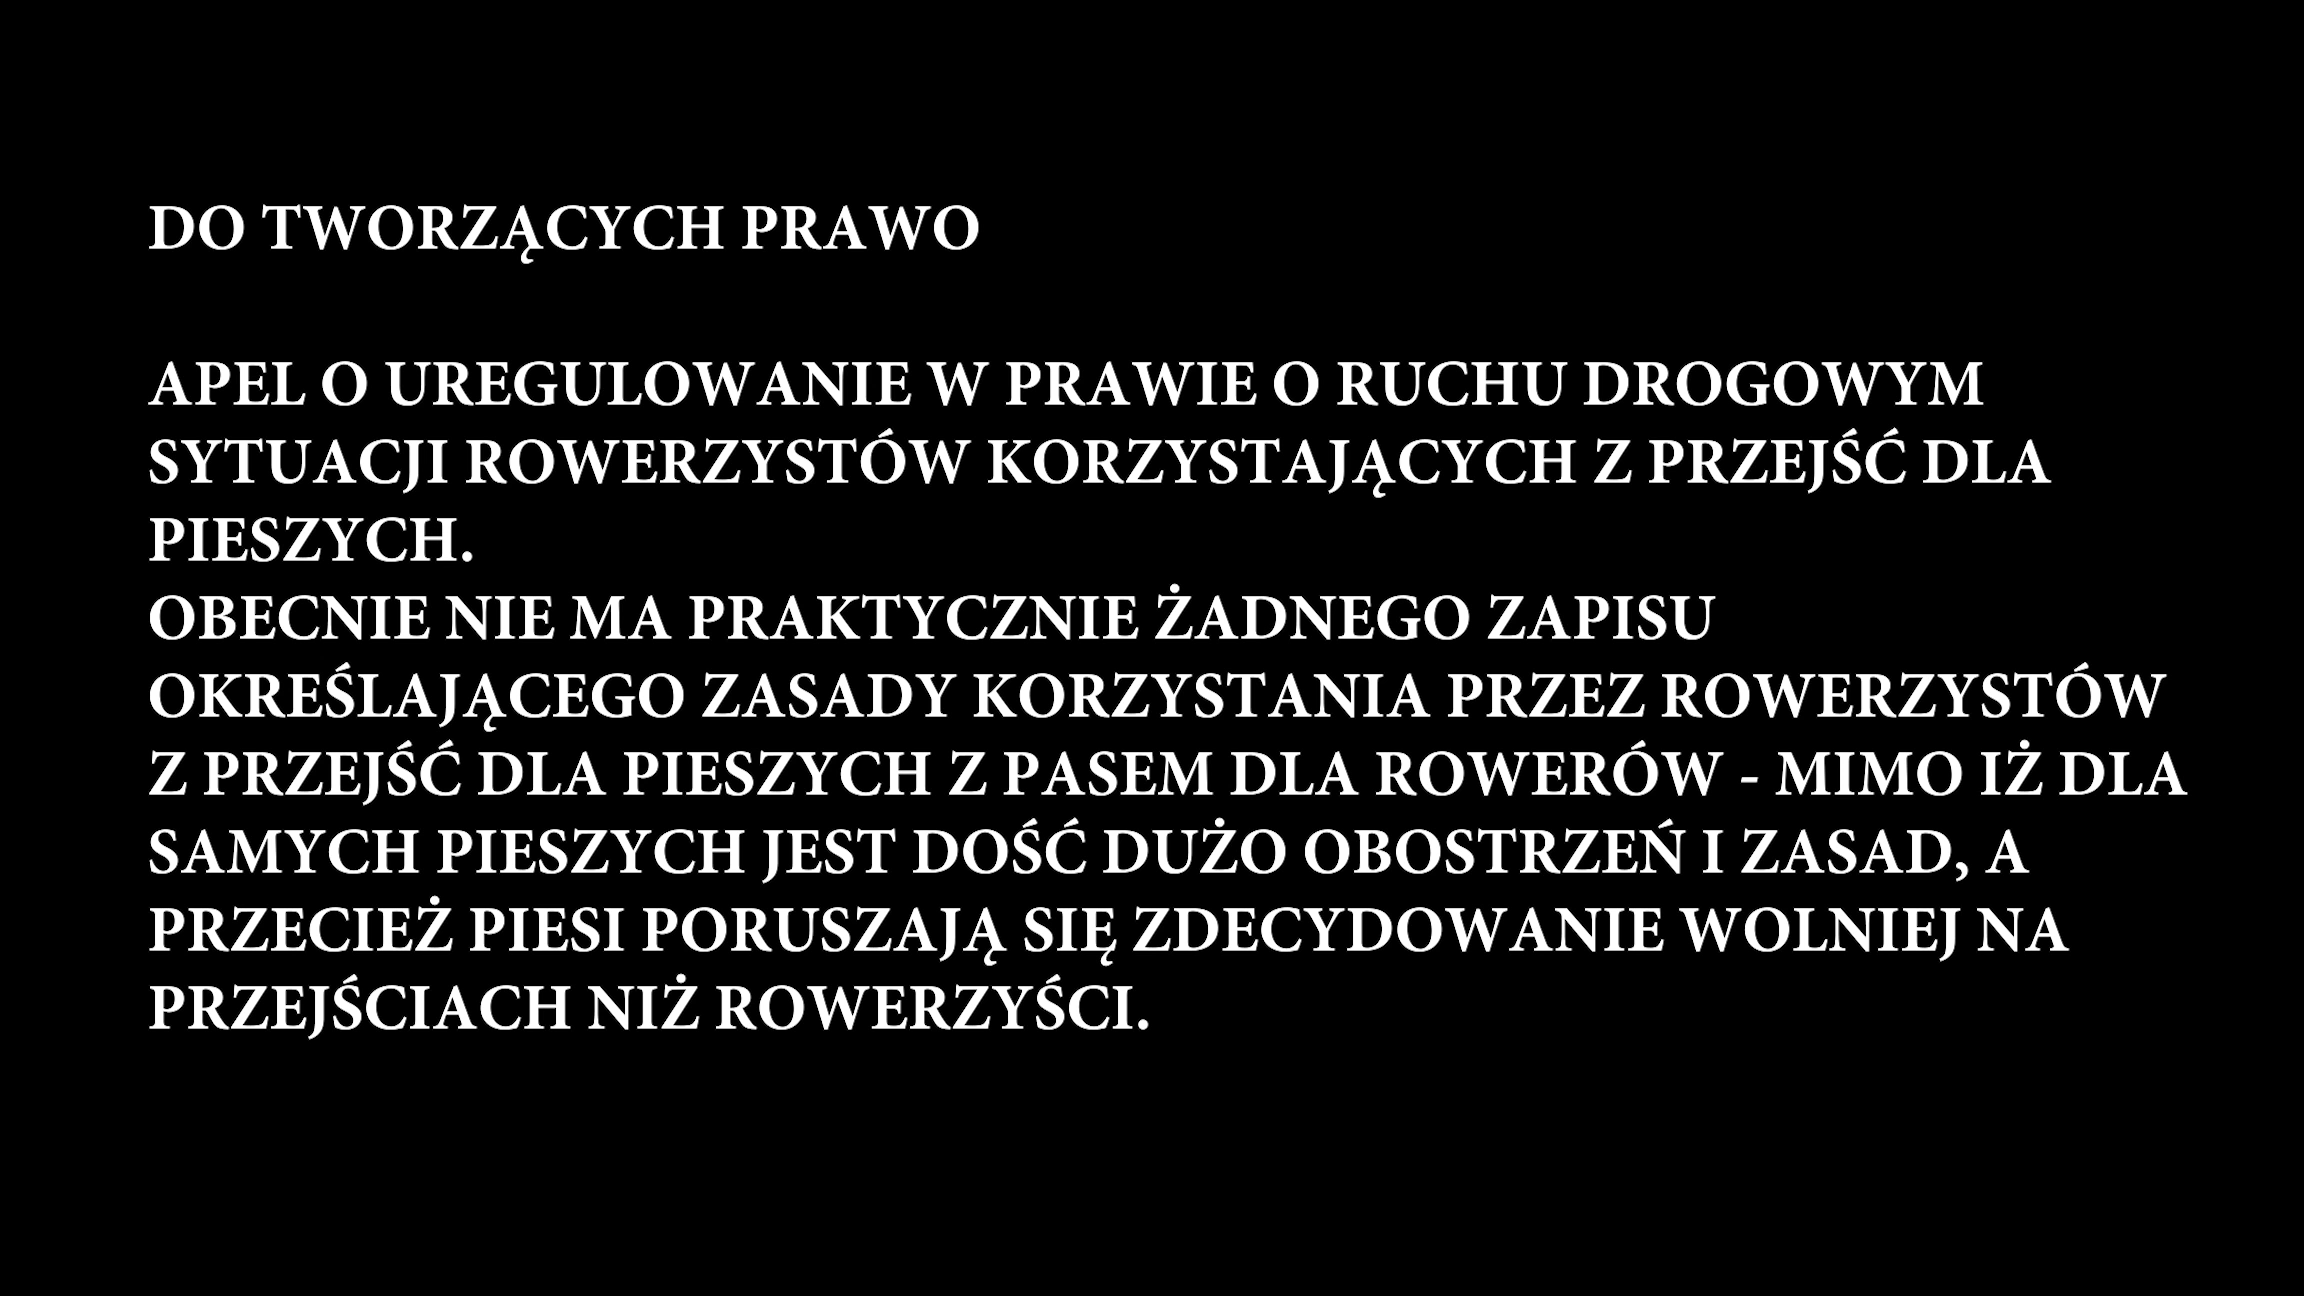 DO TWORZĄCYCH PRAWO
APEL O UREGULOWANIE W PRAWIE O RUCHU DROGOWYM
SYTUACJI ROWERZYSTÓW KORZYSTAJĄCYCH Z PRZEJŚĆ DLA
PIESZYCH.
OBECNIE NIE MA PRAKTYCZNIE ŻADNEGO ZAPISU
OKREŚLAJĄCEGO ZASADY KORZYSTANIA PRZEZ ROWERZYSTÓW
Z PRZEJŚĆ DLA PIESZYCH Z PASEM DLA ROWERÓW - MIMO IŻ DLA
SAMYCH PIESZYCH JEST DOŚĆ DUŻO OBOSTRZEŃ I ZASAD, A
PRZECIEŻ PIESI PORUSZAJĄ SIĘ ZDECYDOWANIE WOLNIEJ NA
PRZEJŚCIACH NIŻ ROWERZYŚCI.